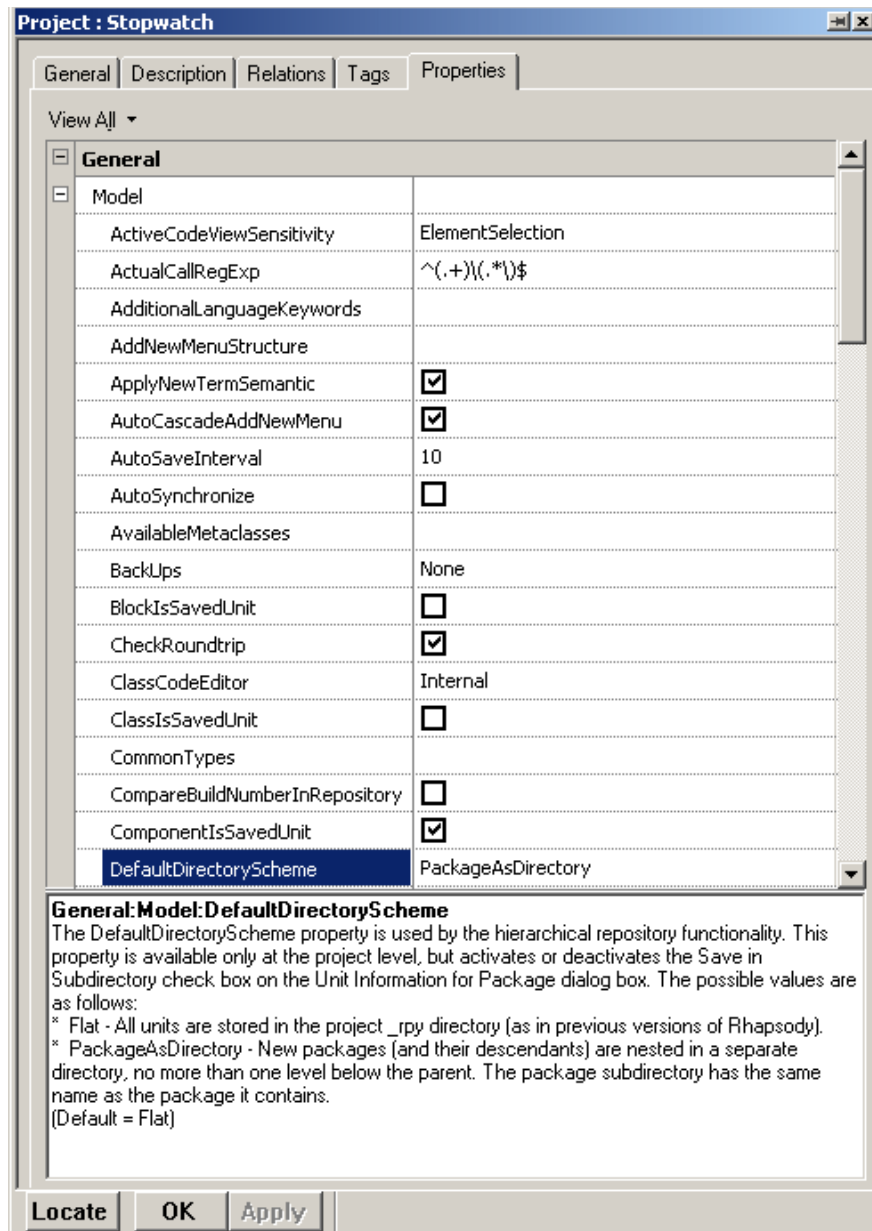 Project : Stopwatch
General Description Relations Tags Properties
View All
General
Model
ActiveCodeViewSensitivity ElementSelection
ActualCallRegExp ^(.+)\(.*\)$
AdditionalLanguageKeywords
AddNewMenuStructure
ApplyNewTermSemantic
AutoCascadeAddNewMenu
AutoSaveInterval 10
AutoSynchronize
AvailableMetaclasses
BackUps None
BlockIsSavedUnit
CheckRoundtrip
ClassCodeEditor Internal
ClassIsSavedUnit
CommonTypes
CompareBuildNumberInRepository
ComponentIsSavedUnit
DefaultDirectoryScheme PackageAsDirectory
General:Model:DefaultDirectoryScheme
The DefaultDirectoryScheme property is used by the hierarchical repository functionality. This
property is available only at the project level, but activates or deactivates the Save in
Subdirectory check box on the Unit Information for Package dialog box. The possible values are
as follows:
* Flat - All units are stored in the project _rpy directory (as in previous versions of Rhapsody).
* PackageAsDirectory - New packages (and their descendants) are nested in a separate
directory, no more than one level below the parent. The package subdirectory has the same
name as the package it contains.
(Default = Flat)
Locate OK Apply